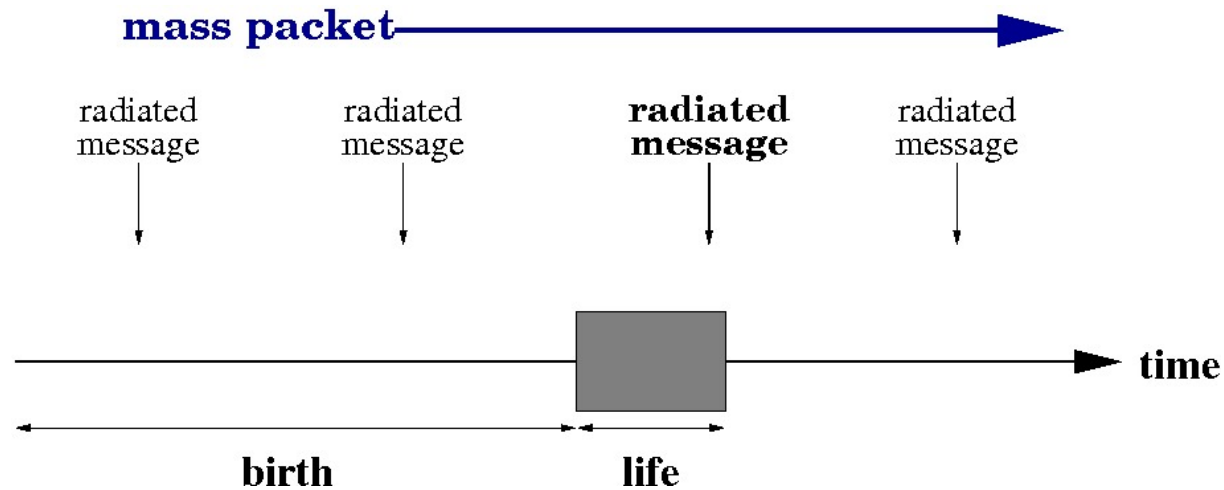 mass packet
radiated
message
radiated
message
radiated
message
radiated
message
time
birth
life